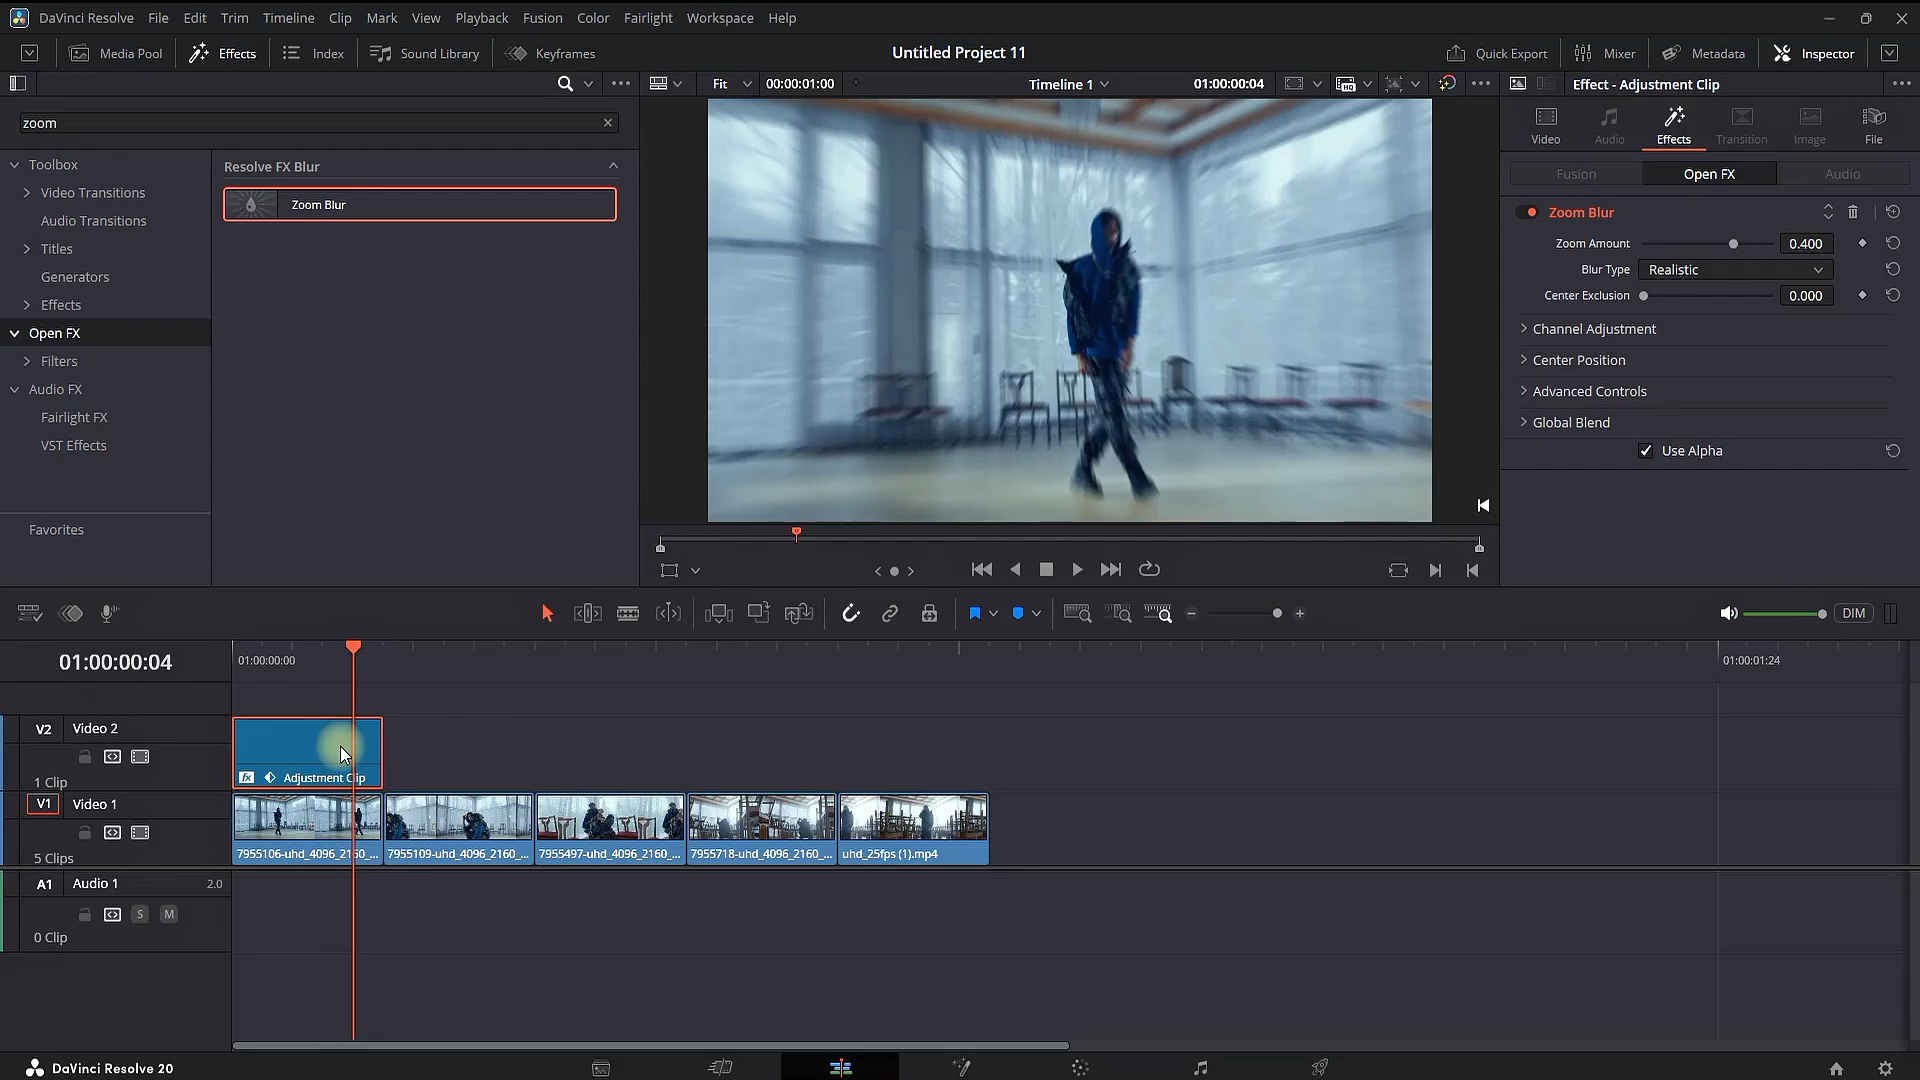 DaVinci Resolve File Edit Trim Timeline Clip Mark View Playback Fusion Color Fairlight Workspace Help
Media Pool Effects Index Sound Library Keyframes Untitled Project 11 Quick Export Mixer Metadata Inspector
Fit 00:00:01:00 Timeline 1 01:00:00:04 Effect - Adjustment Clip
zoom
Video Audio Effects Transition Image File
Toolbox
Video Transitions
Audio Transitions
Titles
Generators
Effects
Open FX
Filters
Audio FX
Fairlight FX
VST Effects
Favorites
Resolve FX Blur
Zoom Blur
Fusion Open FX Audio
Zoom Blur
Zoom Amount 0.400
Blur Type Realistic
Center Exclusion 0.000
Channel Adjustment
Center Position
Advanced Controls
Global Blend
Use Alpha
DIM
01:00:00:04 01:00:00:00 01:00:01:24
V2 Video 2
1 Clip
fx Adjustment Clip
V1 Video 1
5 Clips
7955106-uhd_4096_2160_... 7955109-uhd_4096_2160_... 7955497-uhd_4096_2160_... 7955718-uhd_4096_2160_... uhd_25fps (1).mp4
A1 Audio 1 2.0
S M
0 Clip
DaVinci Resolve 20